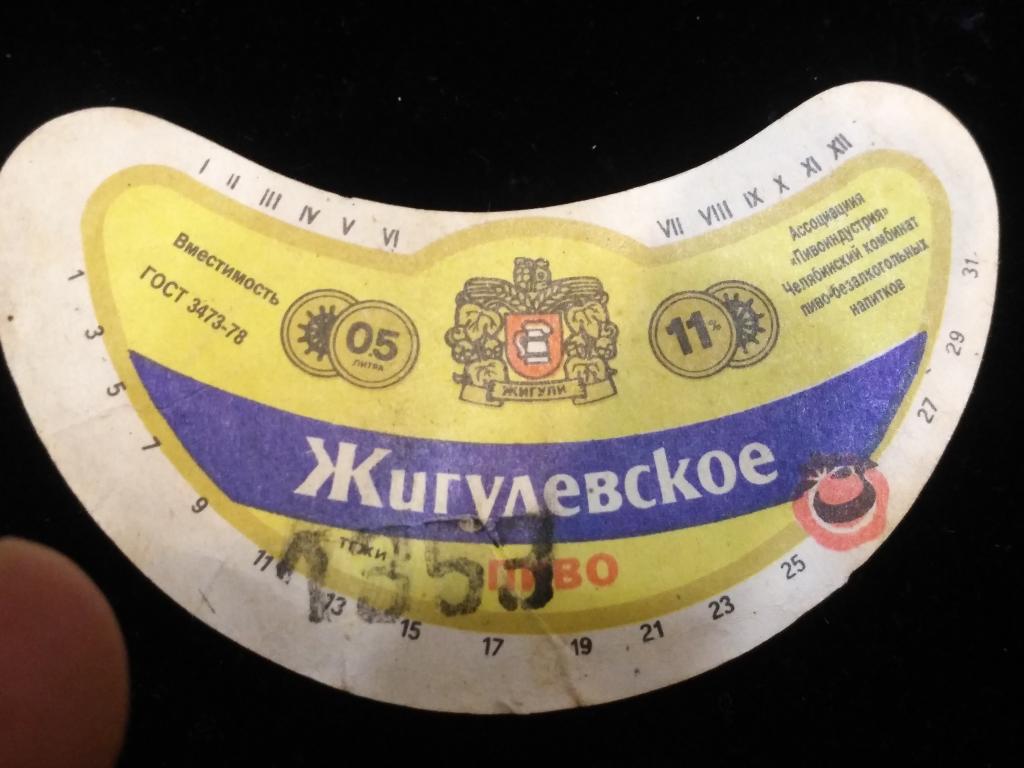 I II III IV V VI
VII VIII IX X XI XII
Вместимость
ГОСТ 3473-78
0.5
ЛИТРА
ЖИГУЛИ
11%
Ассоциациия
"Пивоиндустрия"
Челябинский комбинат
пиво-безалкогольных
напитков
Жигулевское
ПИВО
1 3 5 7 9 11 13 15 17 19 21 23 25 27 29 31